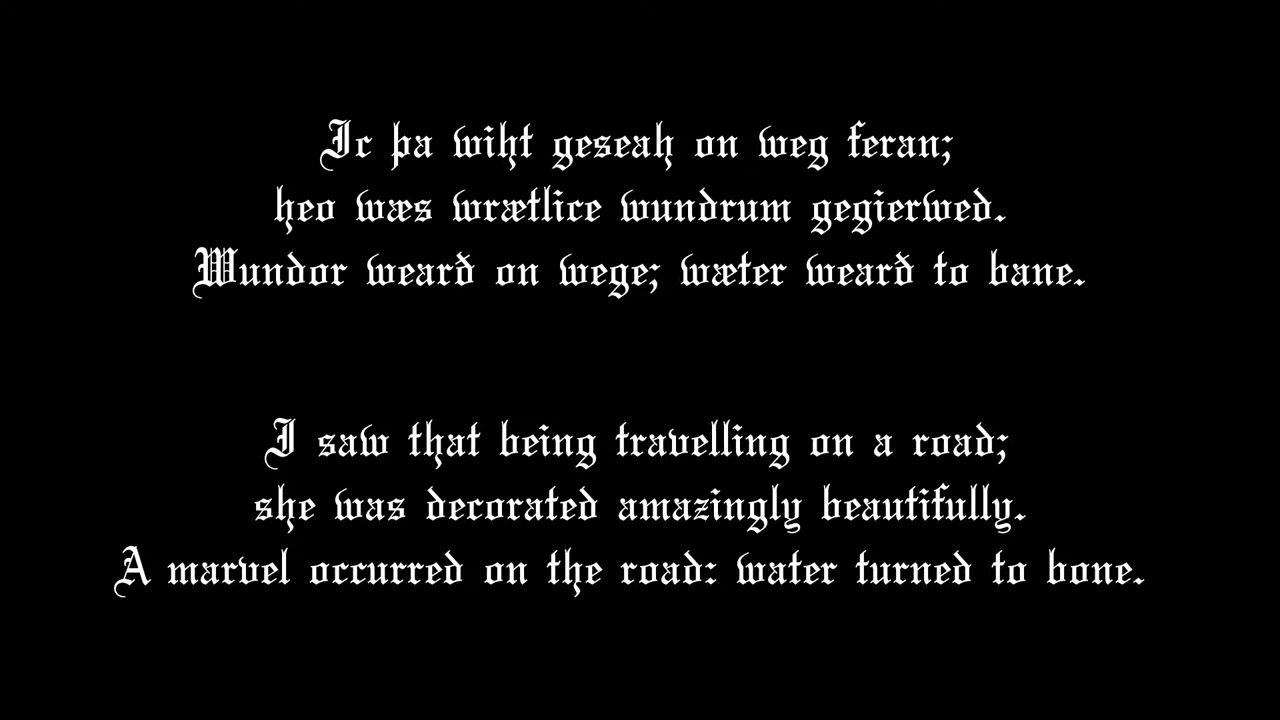 Ic þa wiht geseah on weg feran;
heo wæs wrætlice wundrum gegierwed.
Wundor wearð on wege; wæter wearð to bane.
I saw that being travelling on a road;
she was decorated amazingly beautifully.
A marvel occurred on the road: water turned to bone.